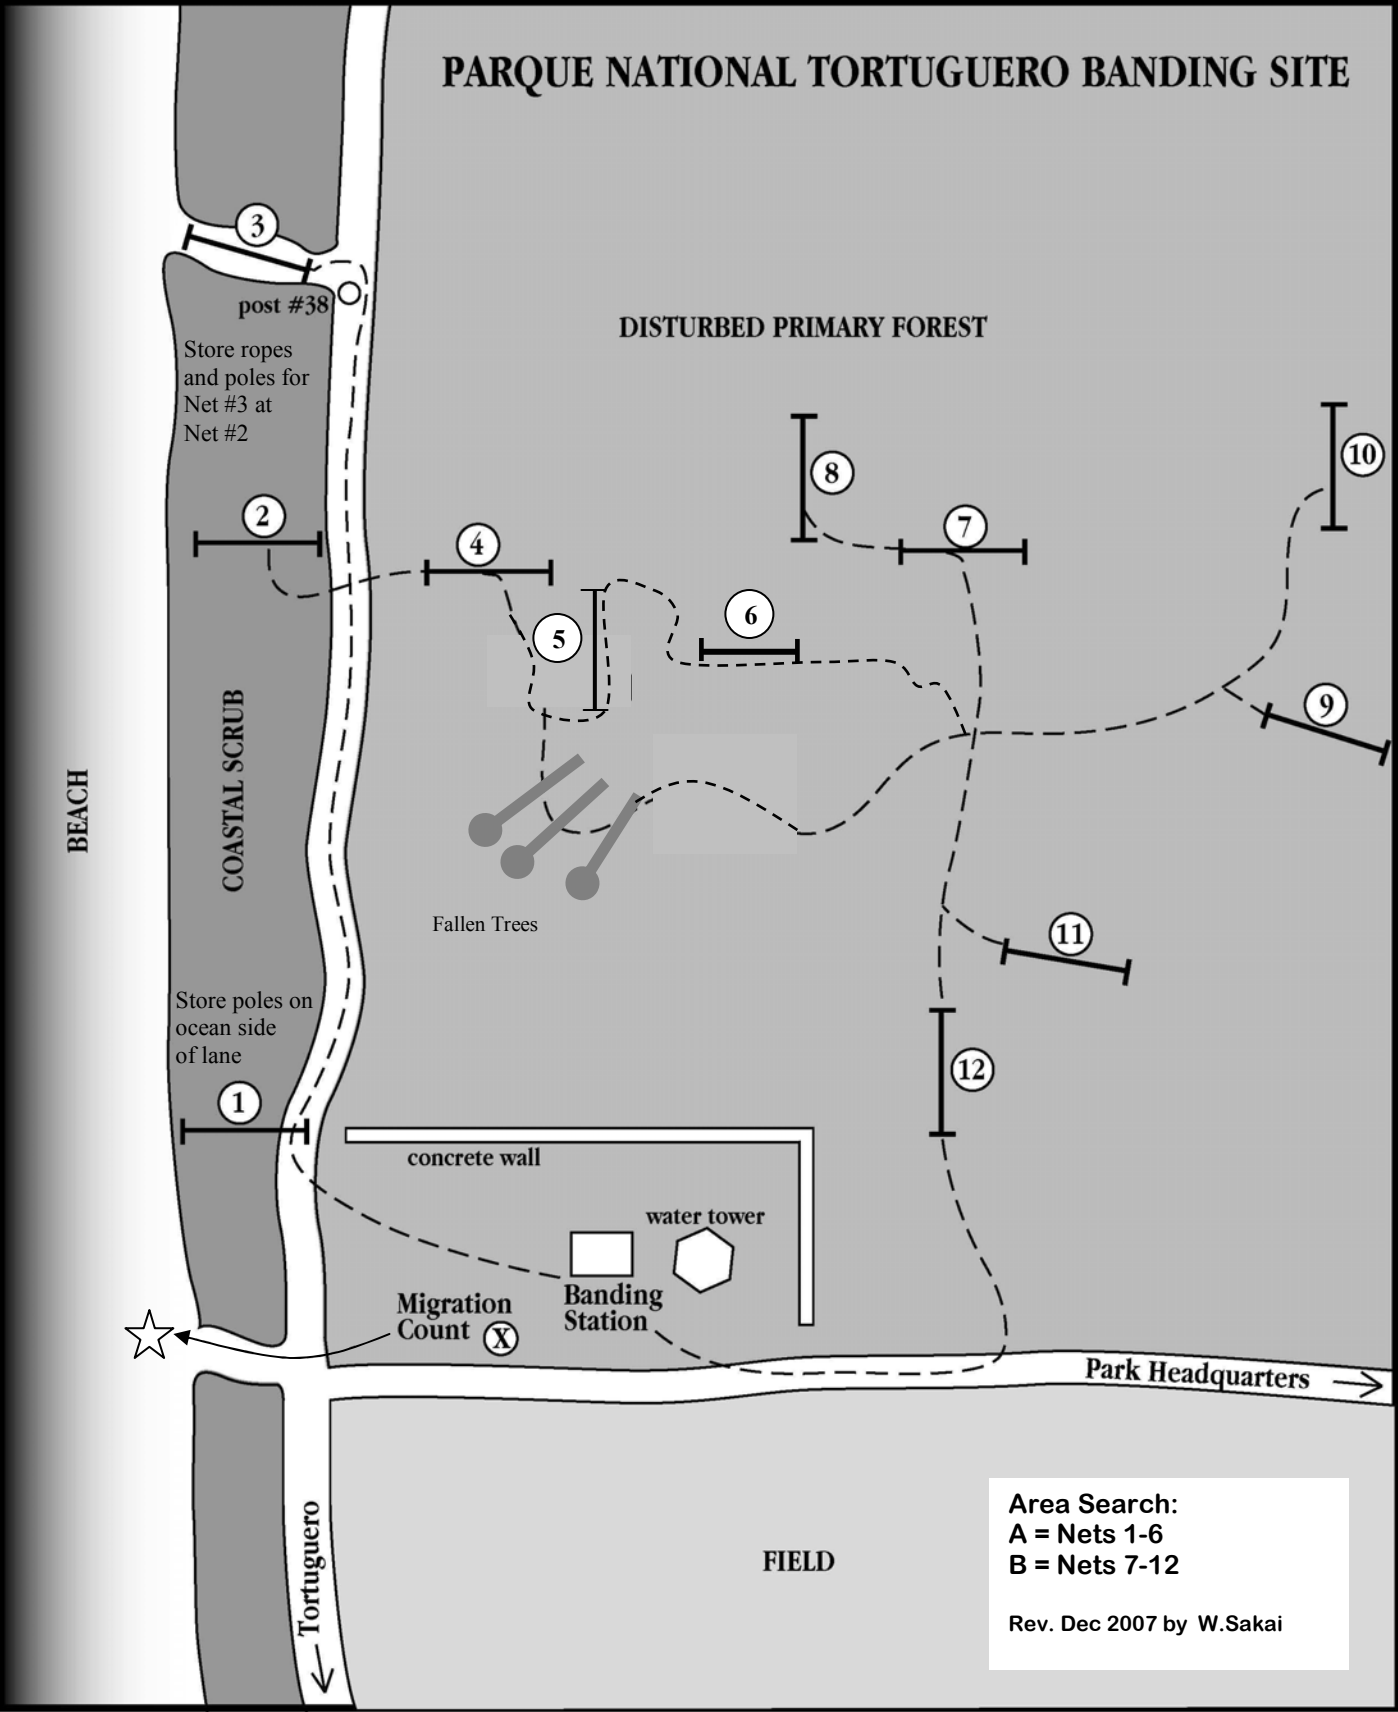 PARQUE NATIONAL TORTUGUERO BANDING SITE
3
post #38
DISTURBED PRIMARY FOREST
Store ropes
and poles for
Net #3 at
Net #2
10
8
2
7
4
6
5
9
COASTAL SCRUB
BEACH
Fallen Trees
11
Store poles on
ocean side
of lane
12
1
concrete wall
water tower
Banding
Station
Migration
Count X
Park Headquarters
Tortuguero
FIELD
Area Search:
A = Nets 1-6
B = Nets 7-12
Rev. Dec 2007 by W.Sakai